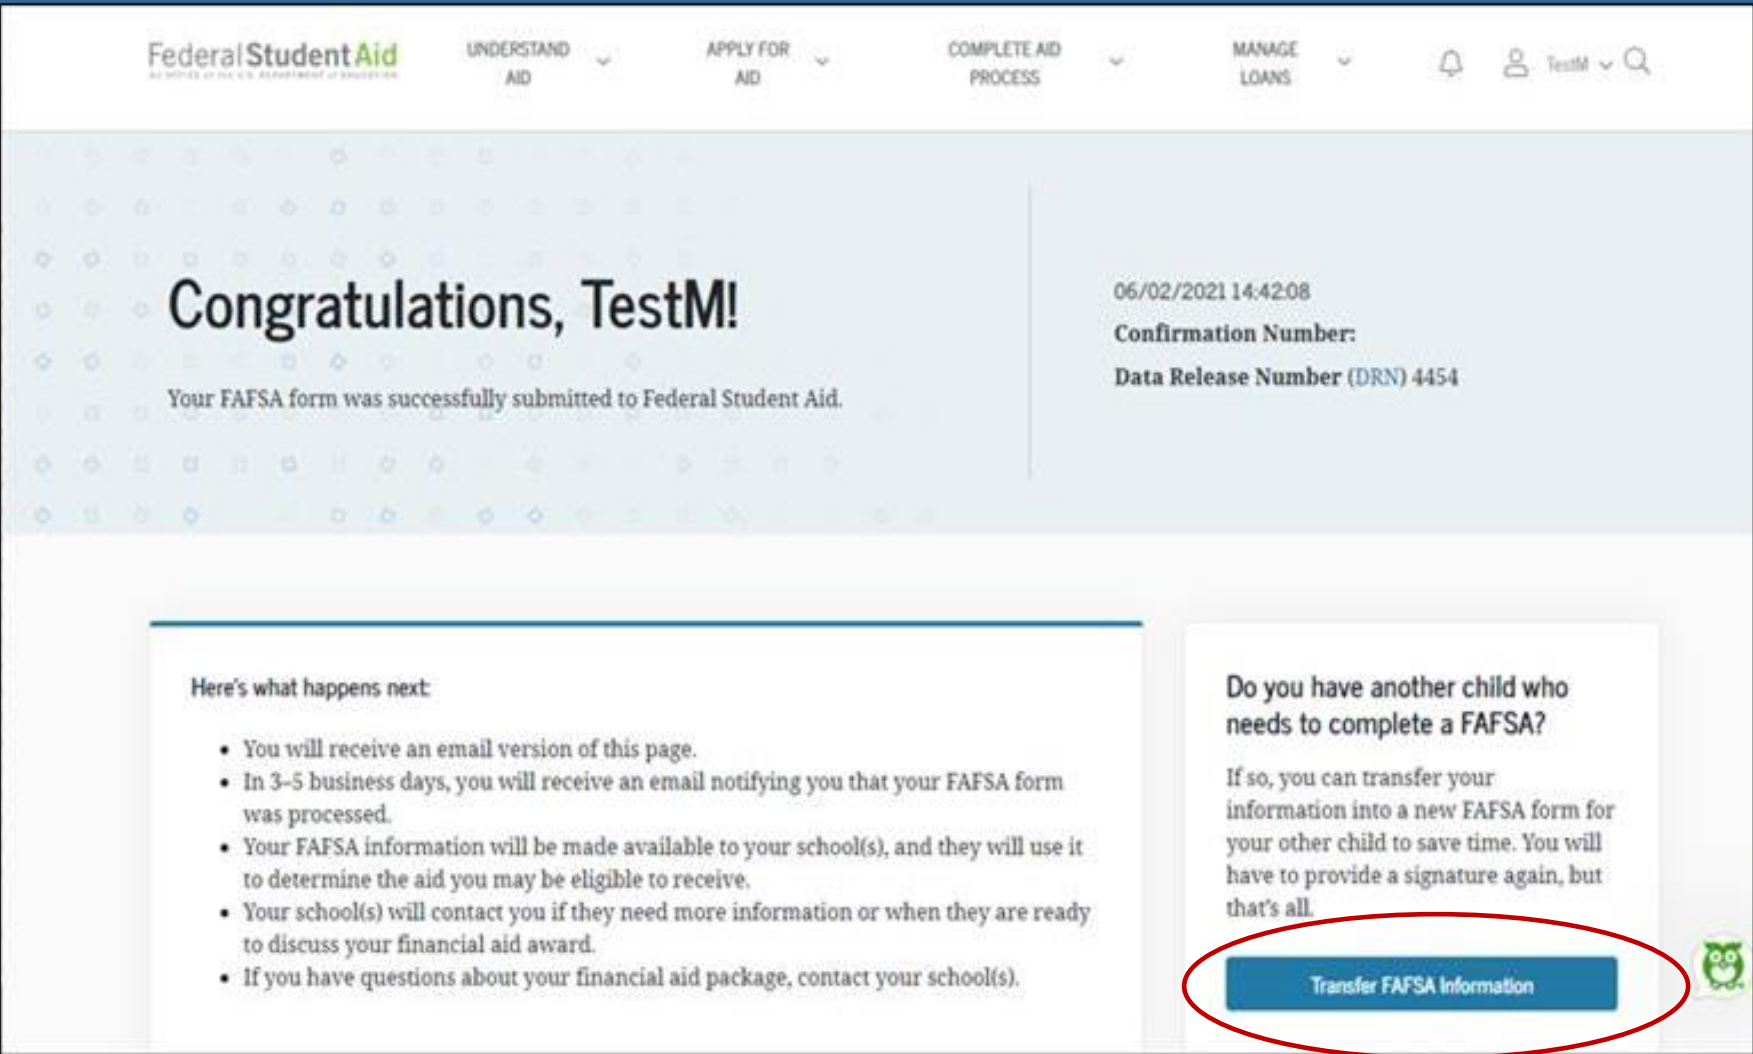 Federal Student Aid
AN OFFICE OF THE U.S. DEPARTMENT OF EDUCATION
UNDERSTAND
AID
APPLY FOR
AID
COMPLETE AID
PROCESS
MANAGE
LOANS
TestM
Congratulations, TestM!
Your FAFSA form was successfully submitted to Federal Student Aid.
06/02/2021 14:42:08
Confirmation Number:
Data Release Number (DRN) 4454
Here's what happens next:
• You will receive an email version of this page.
• In 3–5 business days, you will receive an email notifying you that your FAFSA form
was processed.
• Your FAFSA information will be made available to your school(s), and they will use it
to determine the aid you may be eligible to receive.
• Your school(s) will contact you if they need more information or when they are ready
to discuss your financial aid award.
• If you have questions about your financial aid package, contact your school(s).
Do you have another child who
needs to complete a FAFSA?
If so, you can transfer your
information into a new FAFSA form for
your other child to save time. You will
have to provide a signature again, but
that's all.
Transfer FAFSA Information